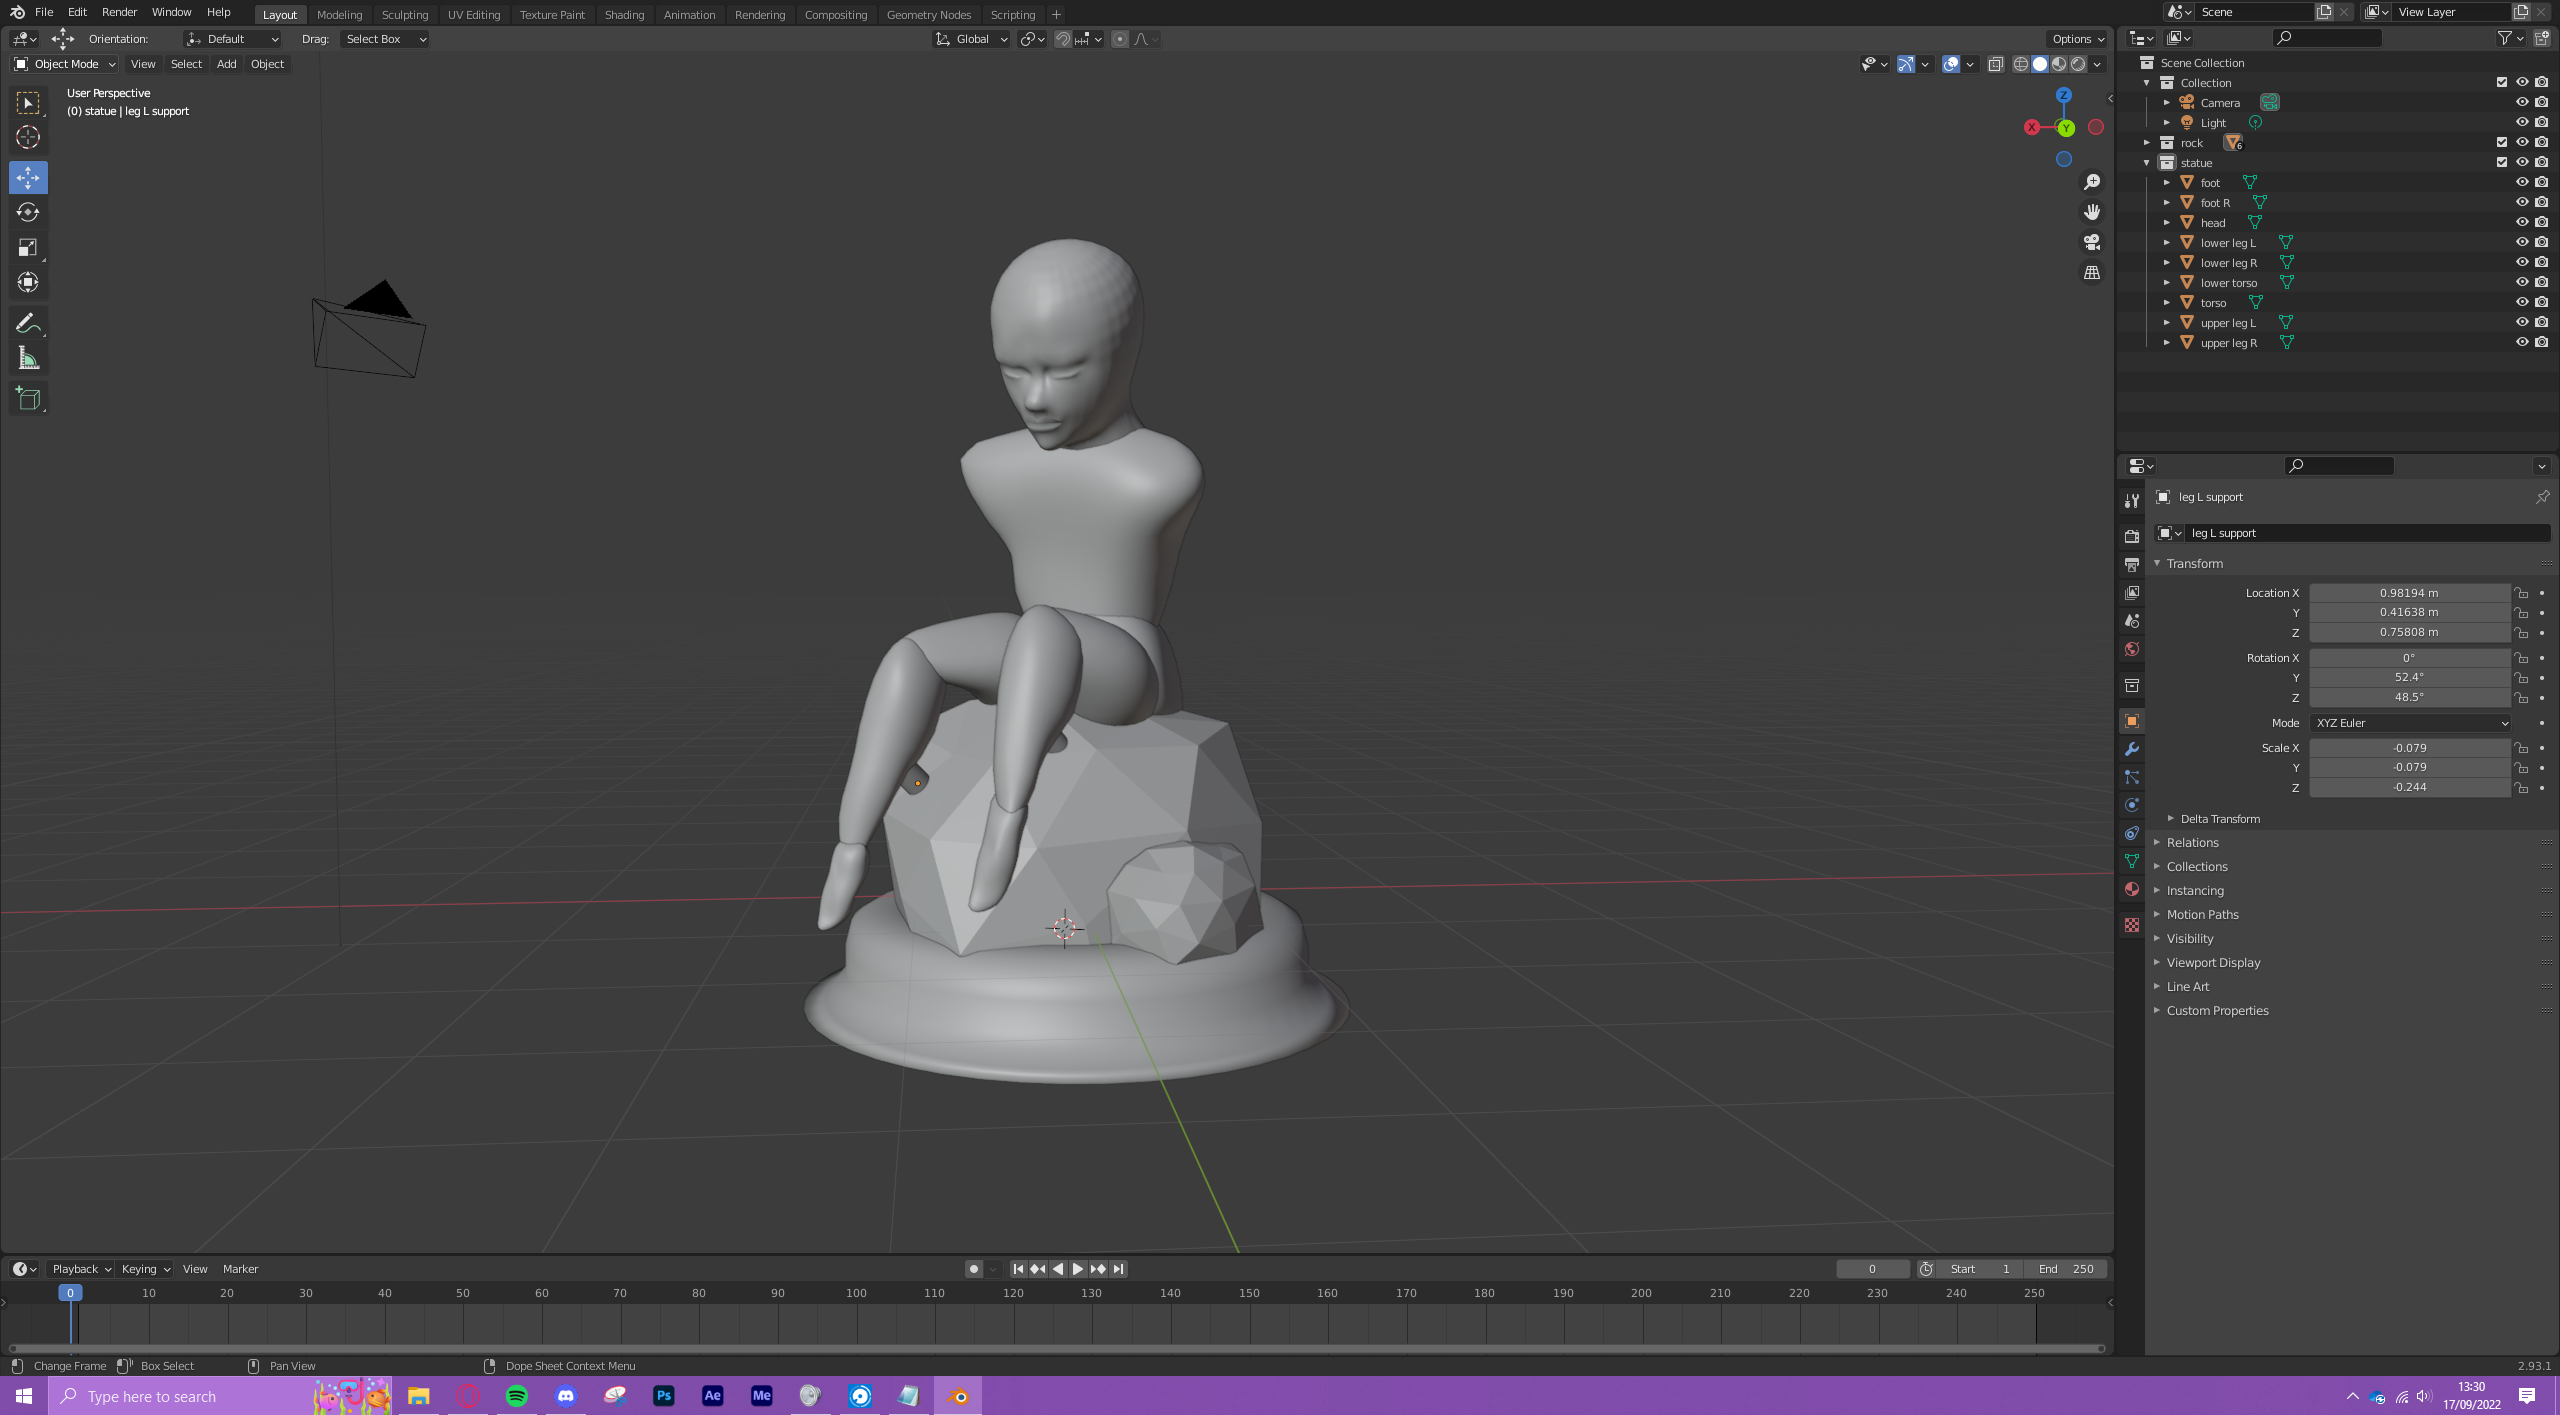 File Edit Render Window Help Layout Modeling Sculpting UV Editing Texture Paint Shading Animation Rendering Compositing Geometry Nodes Scripting + Scene View Layer
Orientation: Default Drag: Select Box Global Options
Object Mode View Select Add Object
User Perspective
(0) statue | leg L support
Z
X
Y
Scene Collection
Collection
Camera
Light
rock 6
statue
foot
foot R
head
lower leg L
lower leg R
lower torso
torso
upper leg L
upper leg R
leg L support
leg L support
Transform
Location X 0.98194 m
Y 0.41638 m
Z 0.75808 m
Rotation X 0°
Y 52.4°
Z 48.5°
Mode XYZ Euler
Scale X -0.079
Y -0.079
Z -0.244
Delta Transform
Relations
Collections
Instancing
Motion Paths
Visibility
Viewport Display
Line Art
Custom Properties
Playback Keying View Marker 0 Start 1 End 250
0 10 20 30 40 50 60 70 80 90 100 110 120 130 140 150 160 170 180 190 200 210 220 230 240 250
Change Frame Box Select Pan View Dope Sheet Context Menu 2.93.1
Type here to search Ps Ae Me 13:30
17/09/2022